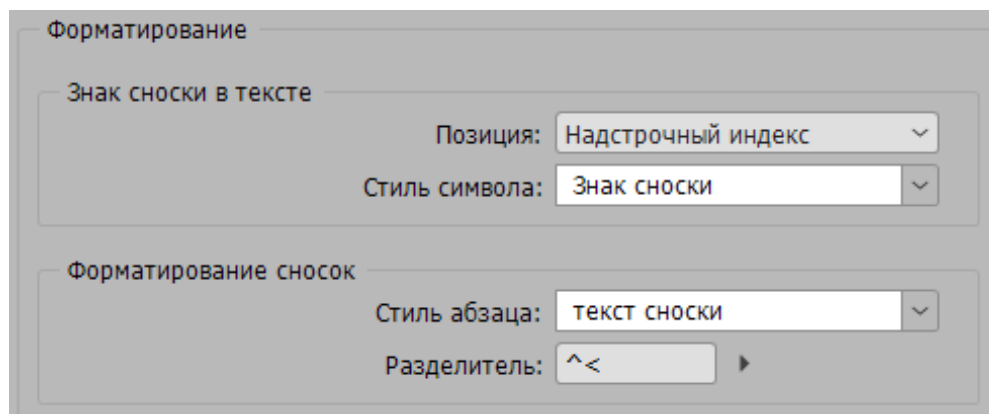 Форматирование
Знак сноски в тексте
Позиция: Надстрочный индекс
Стиль символа: Знак сноски
Форматирование сносок
Стиль абзаца: текст сноски
Разделитель: ^<